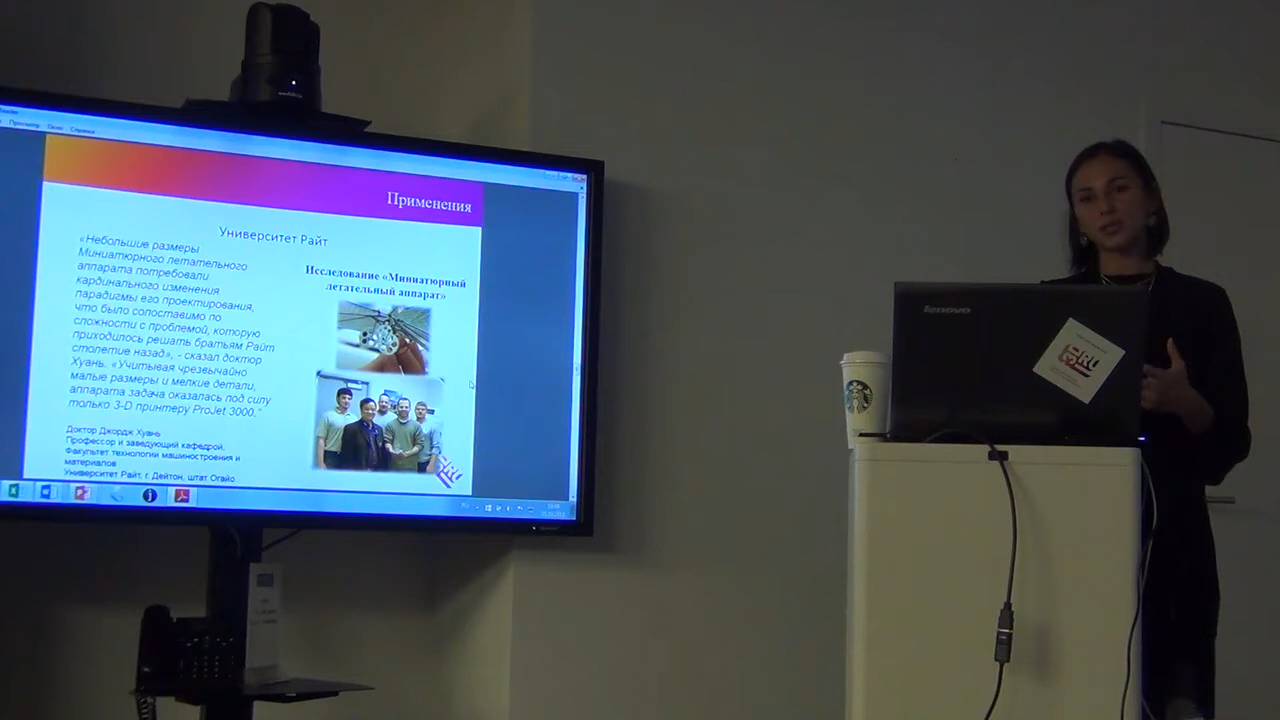 Просмотр Окно Справка
Применения
Университет Райт
«Небольшие размеры
Миниатюрного летательного
аппарата потребовали
кардинального изменения
парадигмы его проектирования,
что было сопоставимо по
сложности с проблемой, которую
приходилось решать братьям Райт
столетие назад», - сказал доктор
Хуань. «Учитывая чрезвычайно
малые размеры и мелкие детали,
аппарата задача оказалась под силу
только 3-D принтеру ProJet 3000."
Доктор Джордж Хуань
Профессор и заведующий кафедрой,
Факультет технологии машиностроения и
материалов
Университет Райт, г. Дейтон, штат Огайо
Исследование «Миниатюрный
летательный аппарат»
lenovo